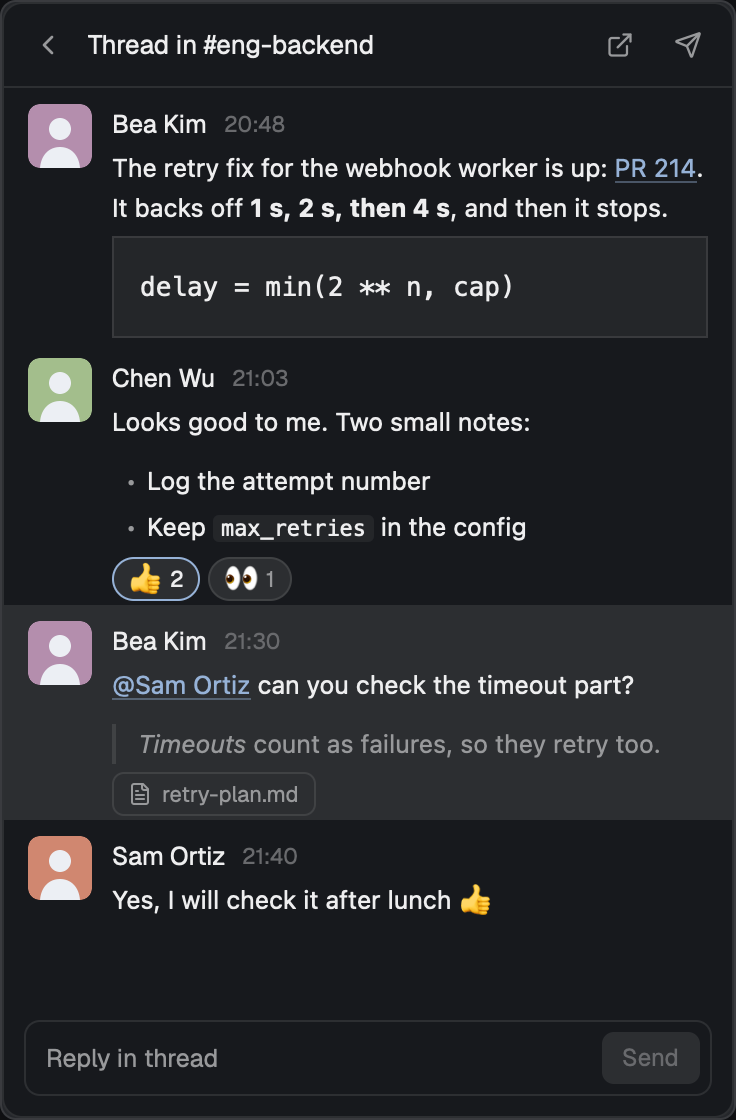 Thread in #eng-backend
Bea Kim 20:48
The retry fix for the webhook worker is up: PR 214.
It backs off 1 s, 2 s, then 4 s, and then it stops.
delay = min(2 ** n, cap)
Chen Wu 21:03
Looks good to me. Two small notes:
• Log the attempt number
• Keep max_retries in the config
👍 2 👀 1
Bea Kim 21:30
@Sam Ortiz can you check the timeout part?
Timeouts count as failures, so they retry too.
retry-plan.md
Sam Ortiz 21:40
Yes, I will check it after lunch 👍
Reply in thread
Send